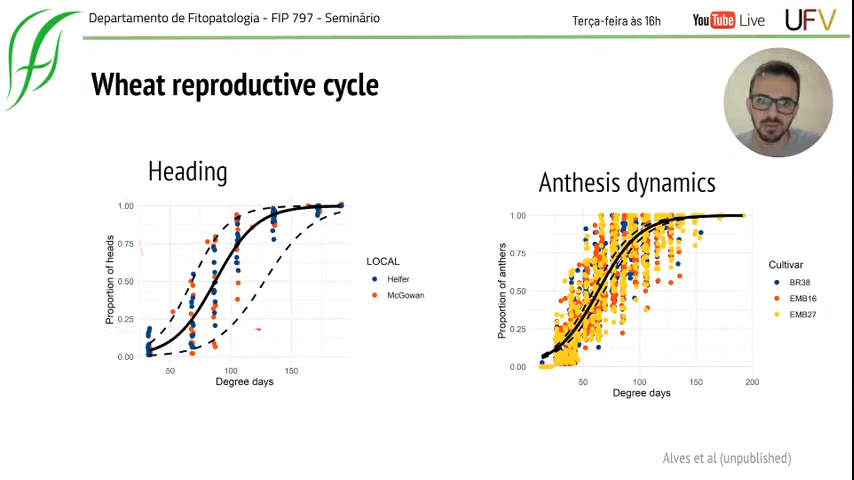 Departamento de Fitopatologia - FIP 797 - Seminário
Terça-feira às 16h
YouTube Live
UFV
Wheat reproductive cycle
Heading
Proportion of heads
1.00
0.75
0.50
0.25
0.00
50
100
150
Degree days
LOCAL
Helfer
McGowan
Anthesis dynamics
Proportion of anthers
1.00
0.75
0.50
0.25
0.00
50
100
150
200
Degree days
Cultivar
BR38
EMB16
EMB27
Alves et al (unpublished)